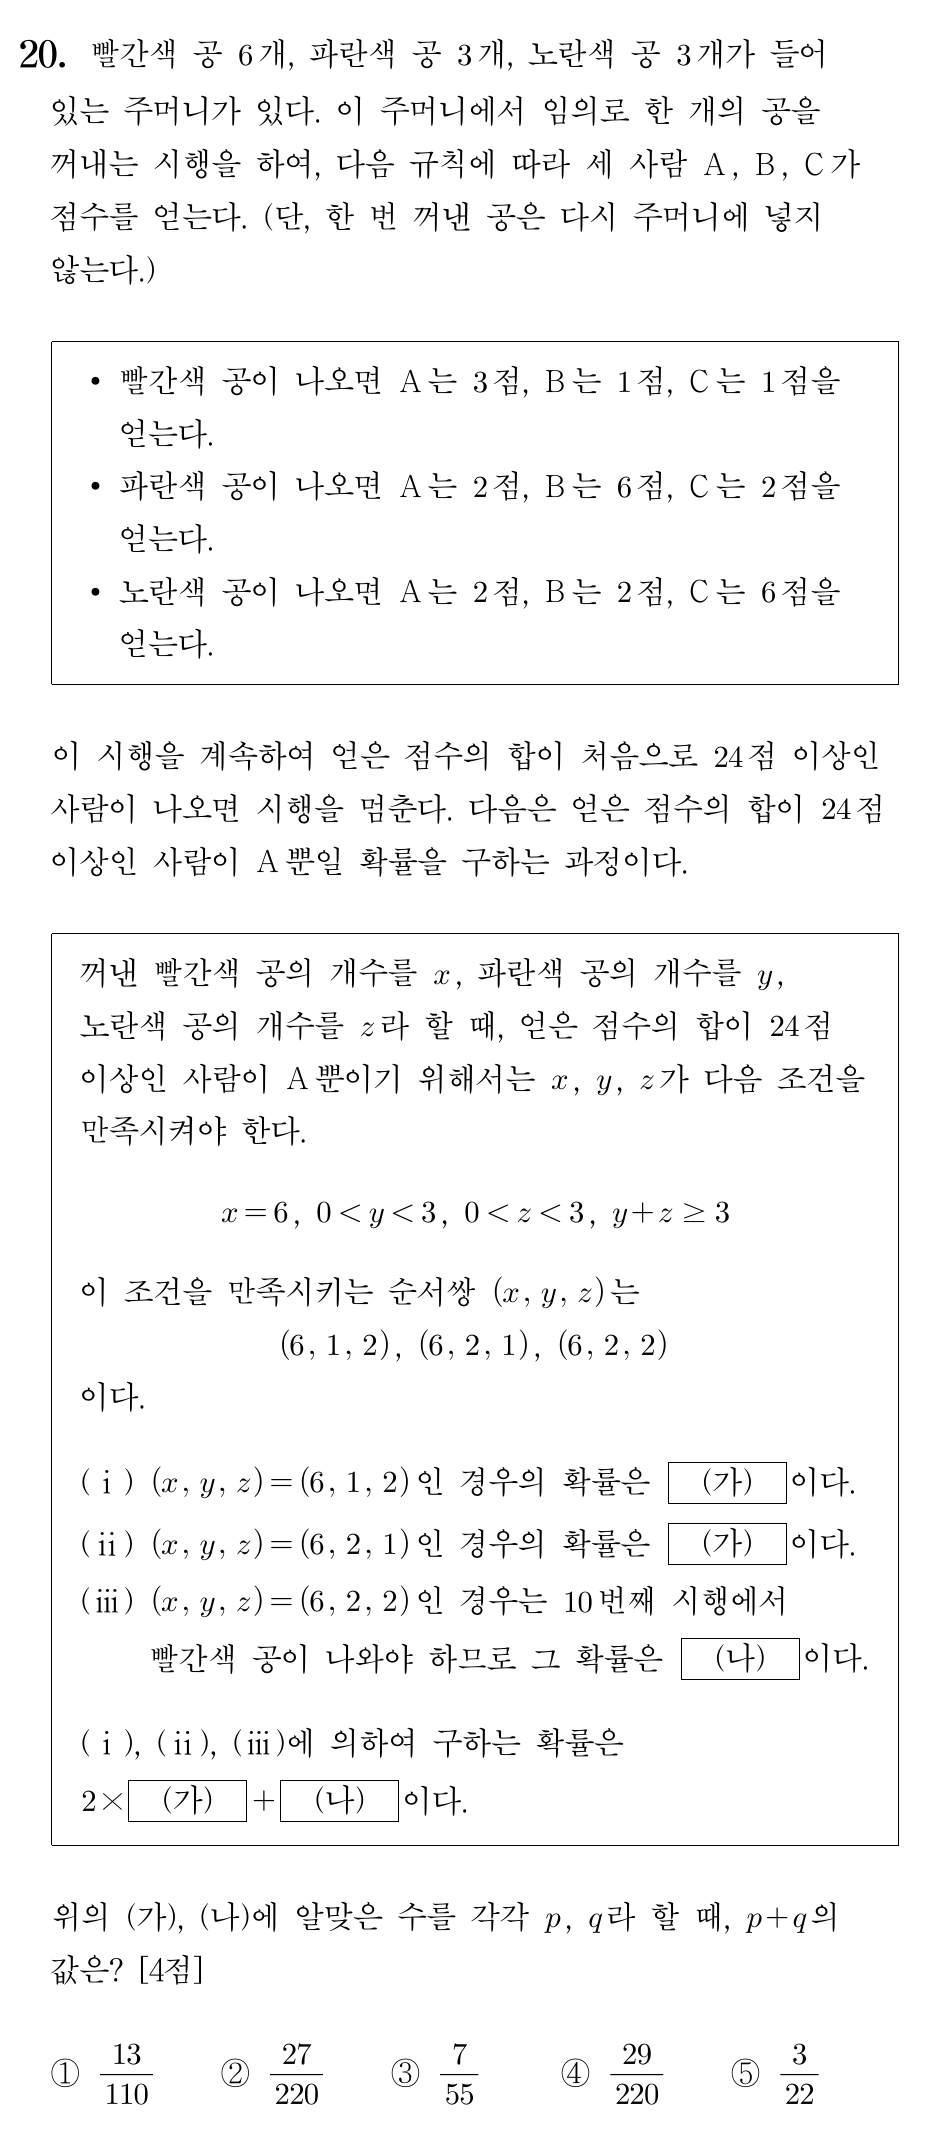 20. 빨간색 공 6개, 파란색 공 3개, 노란색 공 3개가 들어
있는 주머니가 있다. 이 주머니에서 임의로 한 개의 공을
꺼내는 시행을 하여, 다음 규칙에 따라 세 사람 A, B, C가
점수를 얻는다. (단, 한 번 꺼낸 공은 다시 주머니에 넣지
않는다.)
• 빨간색 공이 나오면 A는 3점, B는 1점, C는 1점을
얻는다.
• 파란색 공이 나오면 A는 2점, B는 6점, C는 2점을
얻는다.
• 노란색 공이 나오면 A는 2점, B는 2점, C는 6점을
얻는다.
이 시행을 계속하여 얻은 점수의 합이 처음으로 24점 이상인
사람이 나오면 시행을 멈춘다. 다음은 얻은 점수의 합이 24점
이상인 사람이 A뿐일 확률을 구하는 과정이다.
꺼낸 빨간색 공의 개수를 x, 파란색 공의 개수를 y,
노란색 공의 개수를 z라 할 때, 얻은 점수의 합이 24점
이상인 사람이 A뿐이기 위해서는 x, y, z가 다음 조건을
만족시켜야 한다.
x=6, 0<y<3, 0<z<3, y+z≥3
이 조건을 만족시키는 순서쌍 (x, y, z)는
(6, 1, 2), (6, 2, 1), (6, 2, 2)
이다.
(ⅰ) (x, y, z)=(6, 1, 2)인 경우의 확률은 (가) 이다.
(ⅱ) (x, y, z)=(6, 2, 1)인 경우의 확률은 (가) 이다.
(ⅲ) (x, y, z)=(6, 2, 2)인 경우는 10번째 시행에서
빨간색 공이 나와야 하므로 그 확률은 (나) 이다.
(ⅰ), (ⅱ), (ⅲ)에 의하여 구하는 확률은
2× (가) + (나) 이다.
위의 (가), (나)에 알맞은 수를 각각 p, q라 할 때, p+q의
값은? [4점]
① 13/110 ② 27/220 ③ 7/55 ④ 29/220 ⑤ 3/22